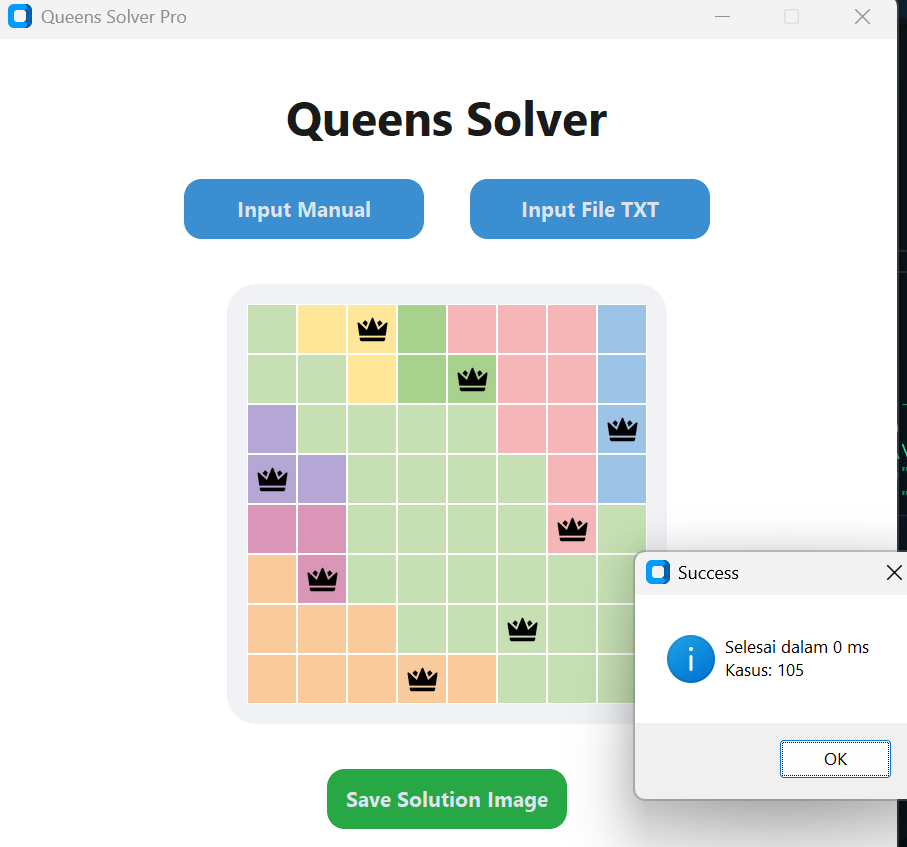 Queens Solver Pro
Queens Solver
Input Manual
Input File TXT
Success
Selesai dalam 0 ms
Kasus: 105
OK
Save Solution Image